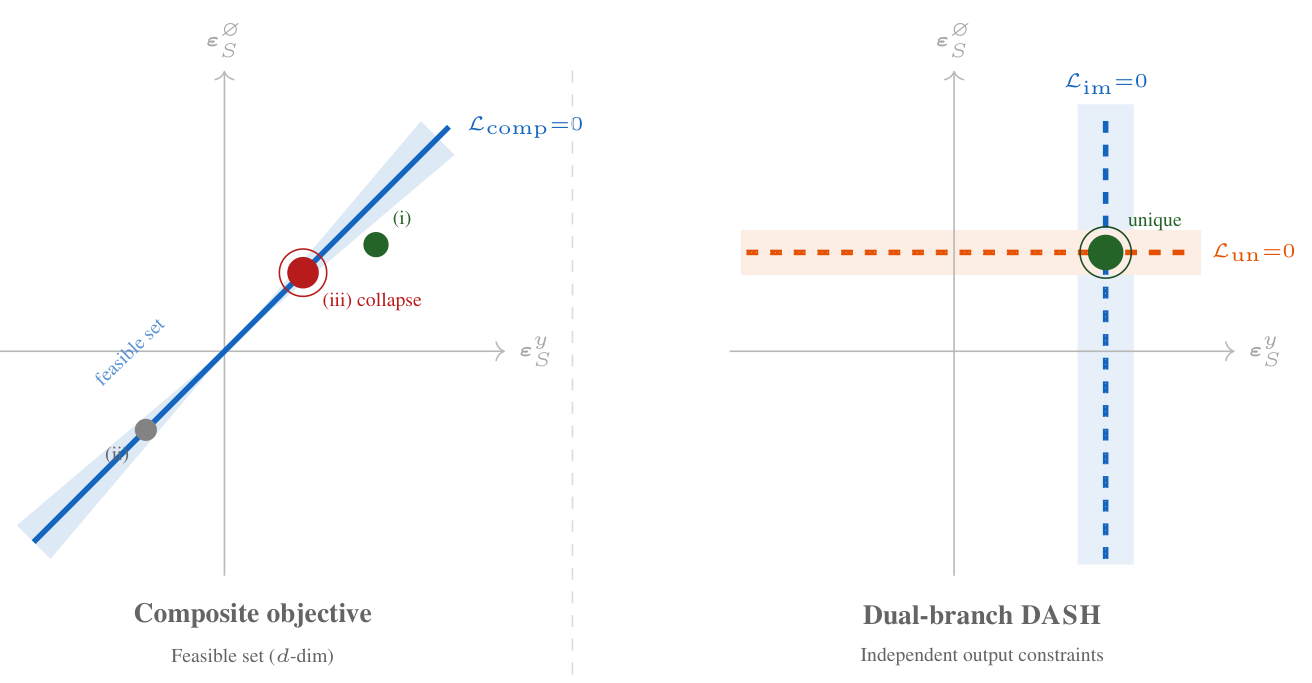 ε_S^∅
ℒ_comp=0
(i)
(iii) collapse
feasible set
ε_S^y
(ii)
Composite objective
Feasible set (d-dim)
ε_S^∅
ℒ_im=0
unique
ℒ_un=0
ε_S^y
Dual-branch DASH
Independent output constraints